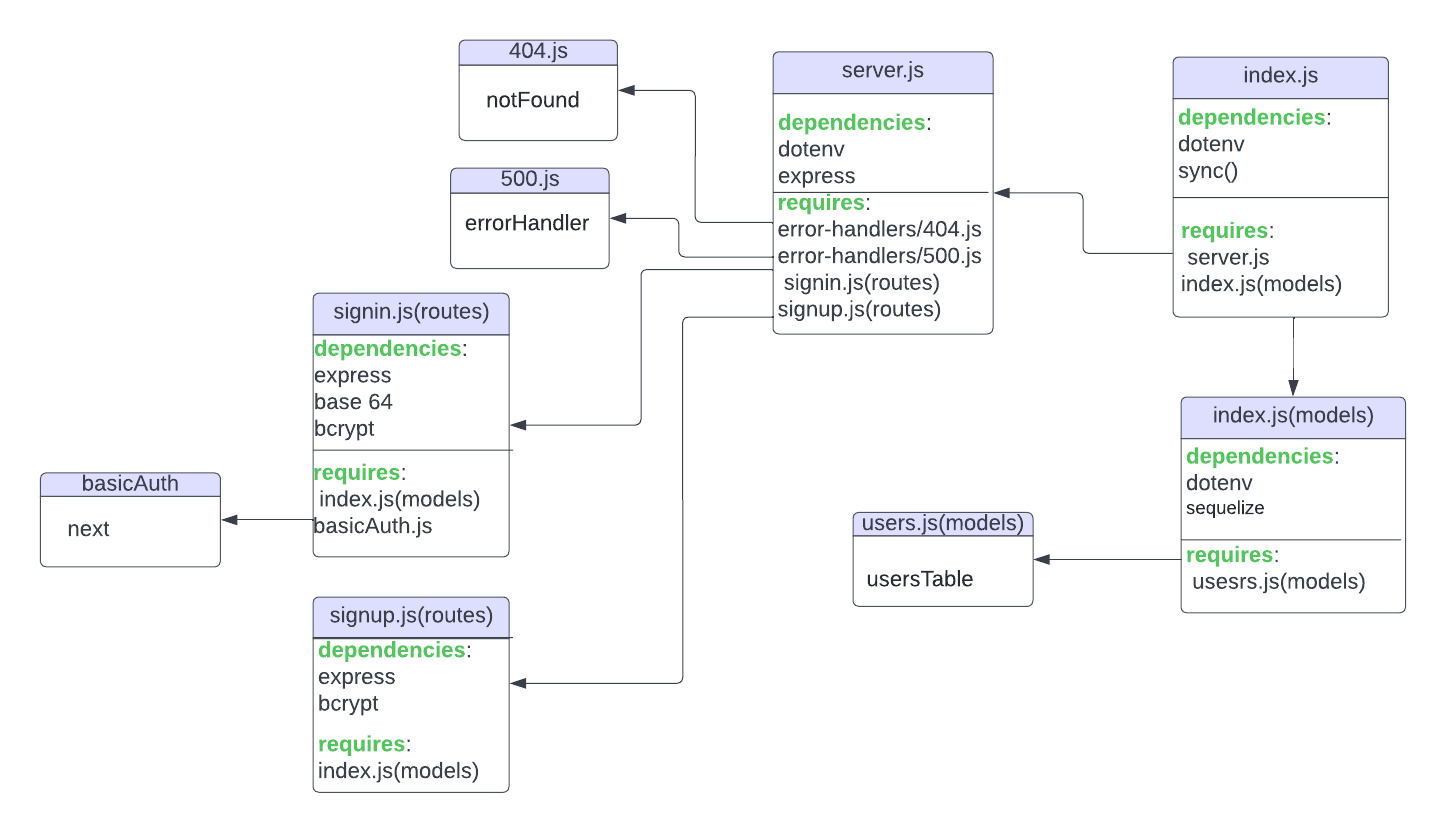 404.js
notFound
500.js
errorHandler
server.js
dependencies:
dotenv
express
requires:
error-handlers/404.js
error-handlers/500.js
signin.js(routes)
signup.js(routes)
index.js
dependencies:
dotenv
sync()
requires:
server.js
index.js(models)
signin.js(routes)
dependencies:
express
base 64
bcrypt
requires:
index.js(models)
basicAuth.js
basicAuth
next
signup.js(routes)
dependencies:
express
bcrypt
requires:
index.js(models)
users.js(models)
usersTable
index.js(models)
dependencies:
dotenv
sequelize
requires:
usesrs.js(models)